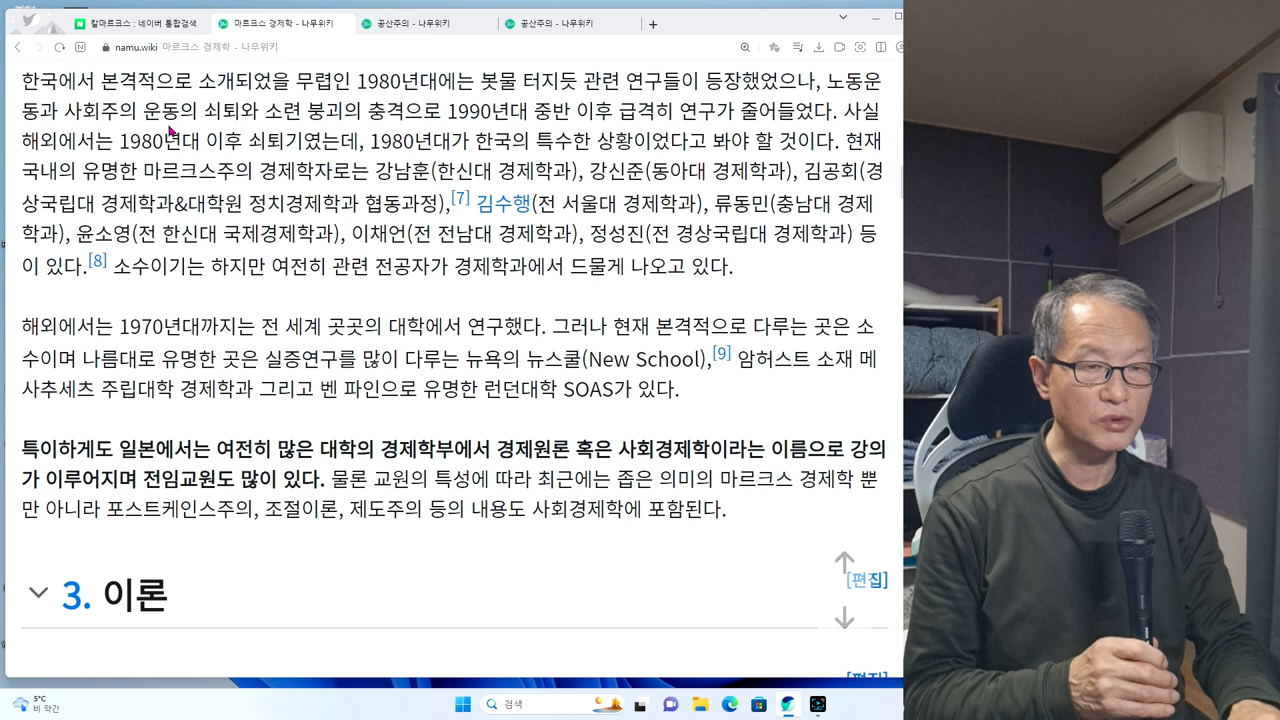 칼마르크스 : 네이버 통합검색
마르크스 경제학 - 나무위키
공산주의 - 나무위키
공산주의 - 나무위키
namu.wiki 마르크스 경제학 - 나무위키
한국에서 본격적으로 소개되었을 무렵인 1980년대에는 봇물 터지듯 관련 연구들이 등장했었으나, 노동운
동과 사회주의 운동의 쇠퇴와 소련 붕괴의 충격으로 1990년대 중반 이후 급격히 연구가 줄어들었다. 사실
해외에서는 1980년대 이후 쇠퇴기였는데, 1980년대가 한국의 특수한 상황이었다고 봐야 할 것이다. 현재
국내의 유명한 마르크스주의 경제학자로는 강남훈(한신대 경제학과), 강신준(동아대 경제학과), 김공회(경
상국립대 경제학과&대학원 정치경제학과 협동과정),[7] 김수행(전 서울대 경제학과), 류동민(충남대 경제
학과), 윤소영(전 한신대 국제경제학과), 이채언(전 전남대 경제학과), 정성진(전 경상국립대 경제학과) 등
이 있다.[8] 소수이기는 하지만 여전히 관련 전공자가 경제학과에서 드물게 나오고 있다.
해외에서는 1970년대까지는 전 세계 곳곳의 대학에서 연구했다. 그러나 현재 본격적으로 다루는 곳은 소
수이며 나름대로 유명한 곳은 실증연구를 많이 다루는 뉴욕의 뉴스쿨(New School),[9] 암허스트 소재 메
사추세츠 주립대학 경제학과 그리고 벤 파인으로 유명한 런던대학 SOAS가 있다.
특이하게도 일본에서는 여전히 많은 대학의 경제학부에서 경제원론 혹은 사회경제학이라는 이름으로 강의
가 이루어지며 전임교원도 많이 있다. 물론 교원의 특성에 따라 최근에는 좁은 의미의 마르크스 경제학 뿐
만 아니라 포스트케인스주의, 조절이론, 제도주의 등의 내용도 사회경제학에 포함된다.
3. 이론
[편집]
5°C
비 약간
검색